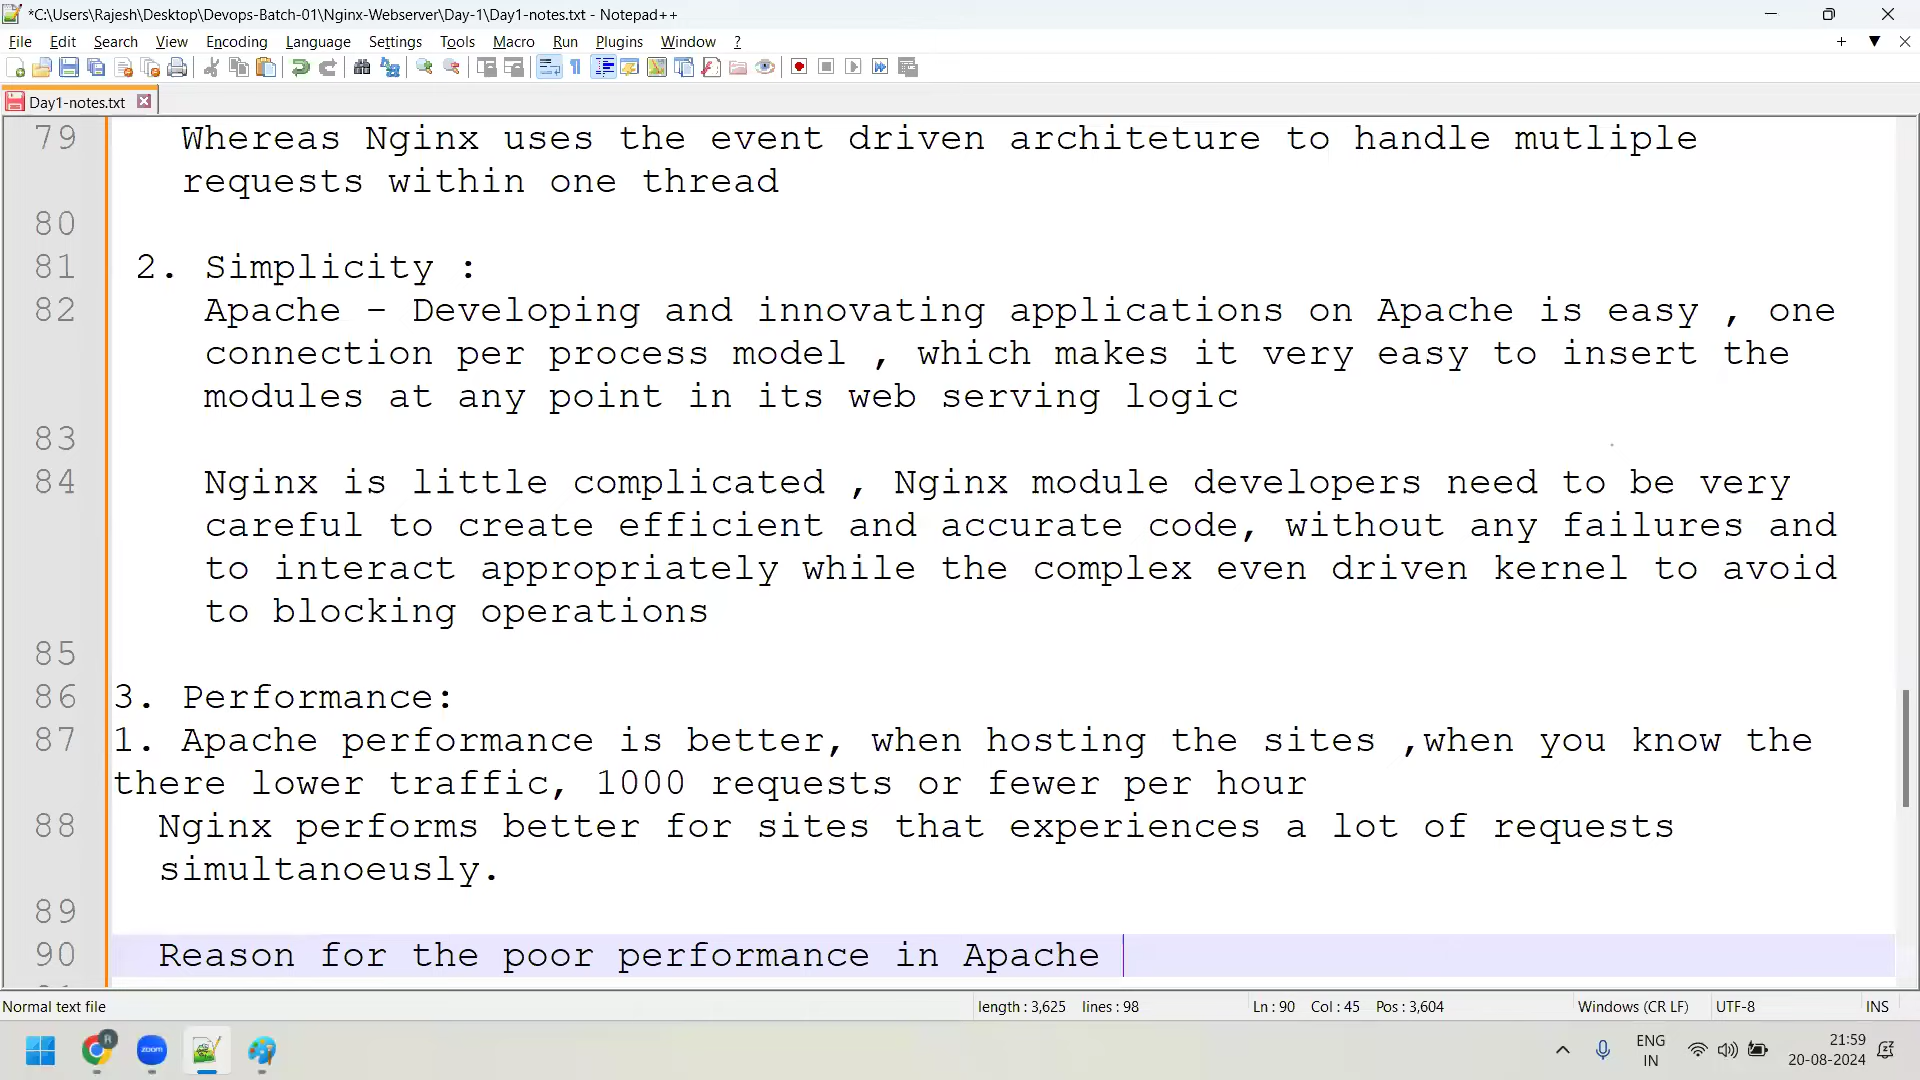 *C:\Users\Rajesh\Desktop\Devops-Batch-01\Nginx-Webserver\Day-1\Day1-notes.txt - Notepad++
File Edit Search View Encoding Language Settings Tools Macro Run Plugins Window ?
Day1-notes.txt
79 Whereas Nginx uses the event driven architeture to handle mutliple
requests within one thread
80
81 2. Simplicity :
82 Apache - Developing and innovating applications on Apache is easy , one
connection per process model , which makes it very easy to insert the
modules at any point in its web serving logic
83
84 Nginx is little complicated , Nginx module developers need to be very
careful to create efficient and accurate code, without any failures and
to interact appropriately while the complex even driven kernel to avoid
to blocking operations
85
86 3. Performance:
87 1. Apache performance is better, when hosting the sites ,when you know the
there lower traffic, 1000 requests or fewer per hour
88 Nginx performs better for sites that experiences a lot of requests
simultanoeusly.
89
90 Reason for the poor performance in Apache
Normal text file length : 3,625 lines : 98 Ln : 90 Col : 45 Pos : 3,604 Windows (CR LF) UTF-8 INS
R
zoom
ENG
IN
21:59
20-08-2024